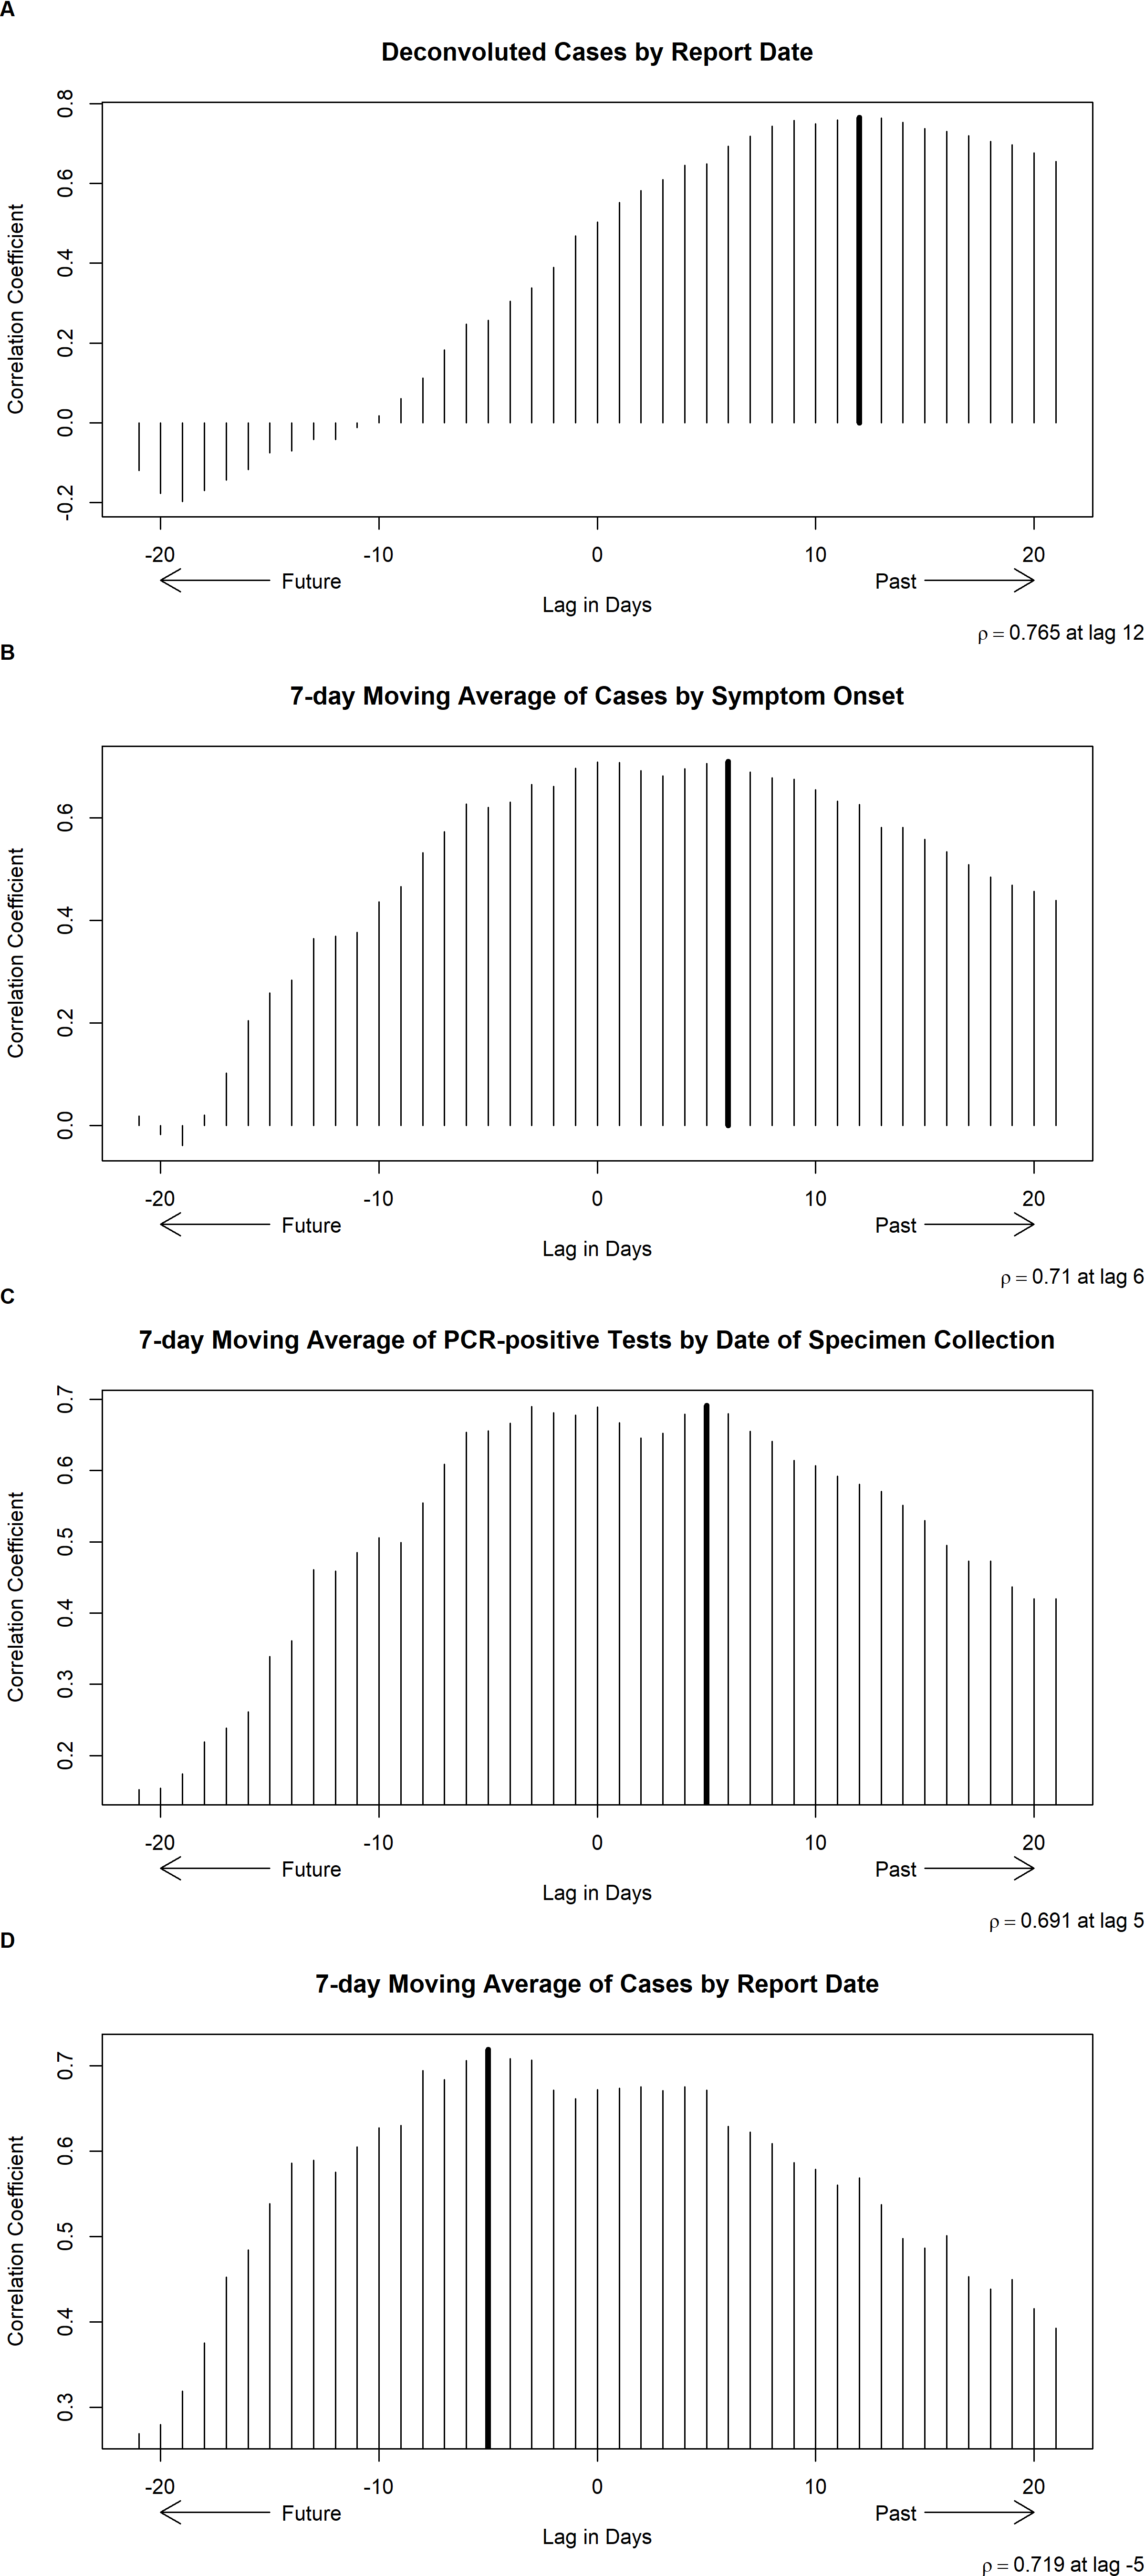 A
Deconvoluted Cases by Report Date
Correlation Coefficient
0.8
0.6
0.4
0.2
0.0
-0.2
-20 -10 0 10 20
Future Past
Lag in Days
ρ = 0.765 at lag 12
B
7-day Moving Average of Cases by Symptom Onset
Correlation Coefficient
0.6
0.4
0.2
0.0
-20 -10 0 10 20
Future Past
Lag in Days
ρ = 0.71 at lag 6
C
7-day Moving Average of PCR-positive Tests by Date of Specimen Collection
Correlation Coefficient
0.7
0.6
0.5
0.4
0.3
0.2
-20 -10 0 10 20
Future Past
Lag in Days
ρ = 0.691 at lag 5
D
7-day Moving Average of Cases by Report Date
Correlation Coefficient
0.7
0.6
0.5
0.4
0.3
-20 -10 0 10 20
Future Past
Lag in Days
ρ = 0.719 at lag -5